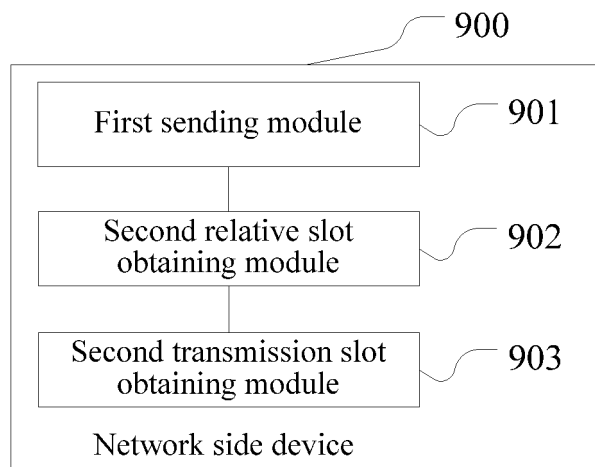 900
First sending module
901
Second relative slot
obtaining module
902
Second transmission slot
obtaining module
903
Network side device